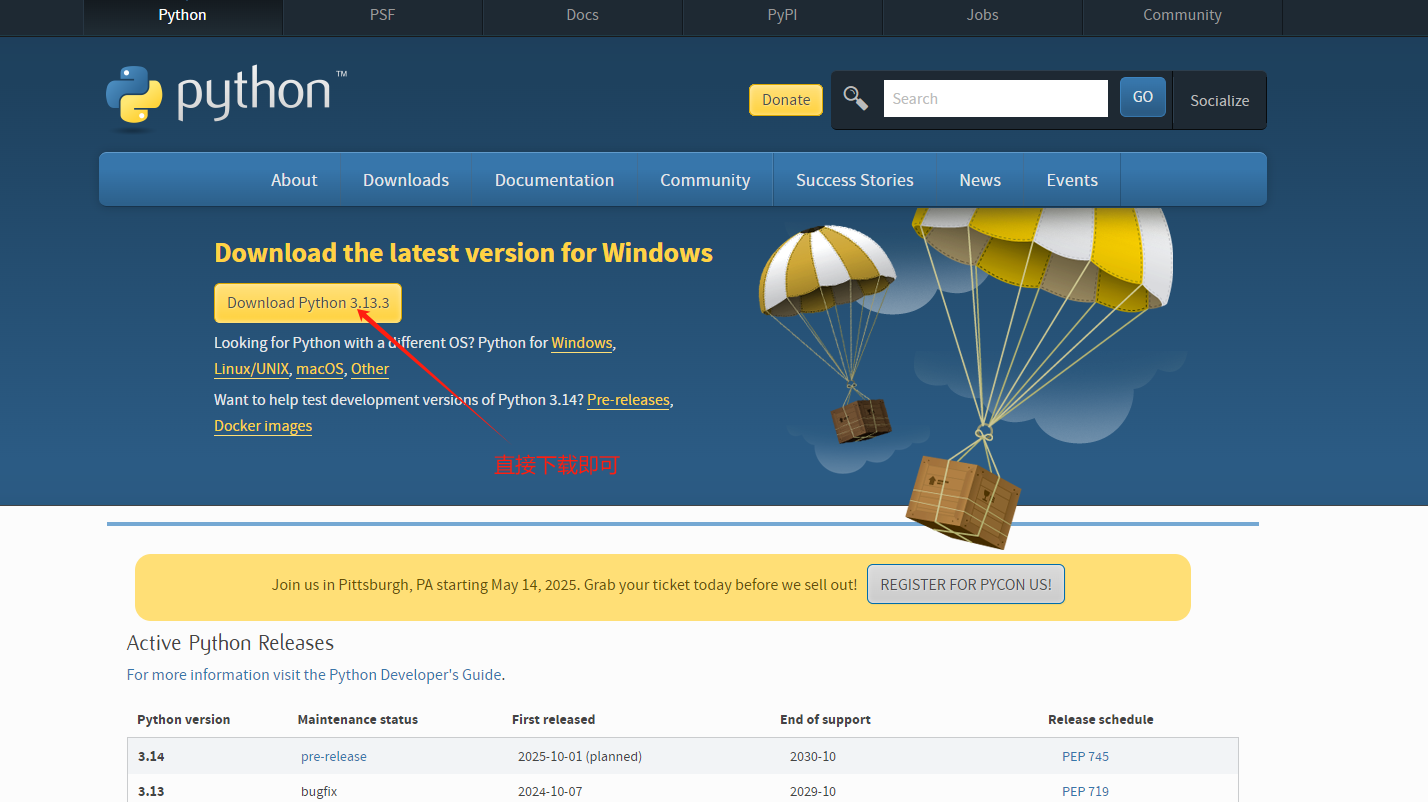 Python PSF Docs PyPI Jobs Community
python™
Donate Search GO Socialize
About Downloads Documentation Community Success Stories News Events
Download the latest version for Windows
Download Python 3.13.3
Looking for Python with a different OS? Python for Windows,
Linux/UNIX, macOS, Other
Want to help test development versions of Python 3.14? Pre-releases,
Docker images
直接下载即可
Join us in Pittsburgh, PA starting May 14, 2025. Grab your ticket today before we sell out! REGISTER FOR PYCON US!
Active Python Releases
For more information visit the Python Developer's Guide.
Python version Maintenance status First released End of support Release schedule
3.14 pre-release 2025-10-01 (planned) 2030-10 PEP 745
3.13 bugfix 2024-10-07 2029-10 PEP 719